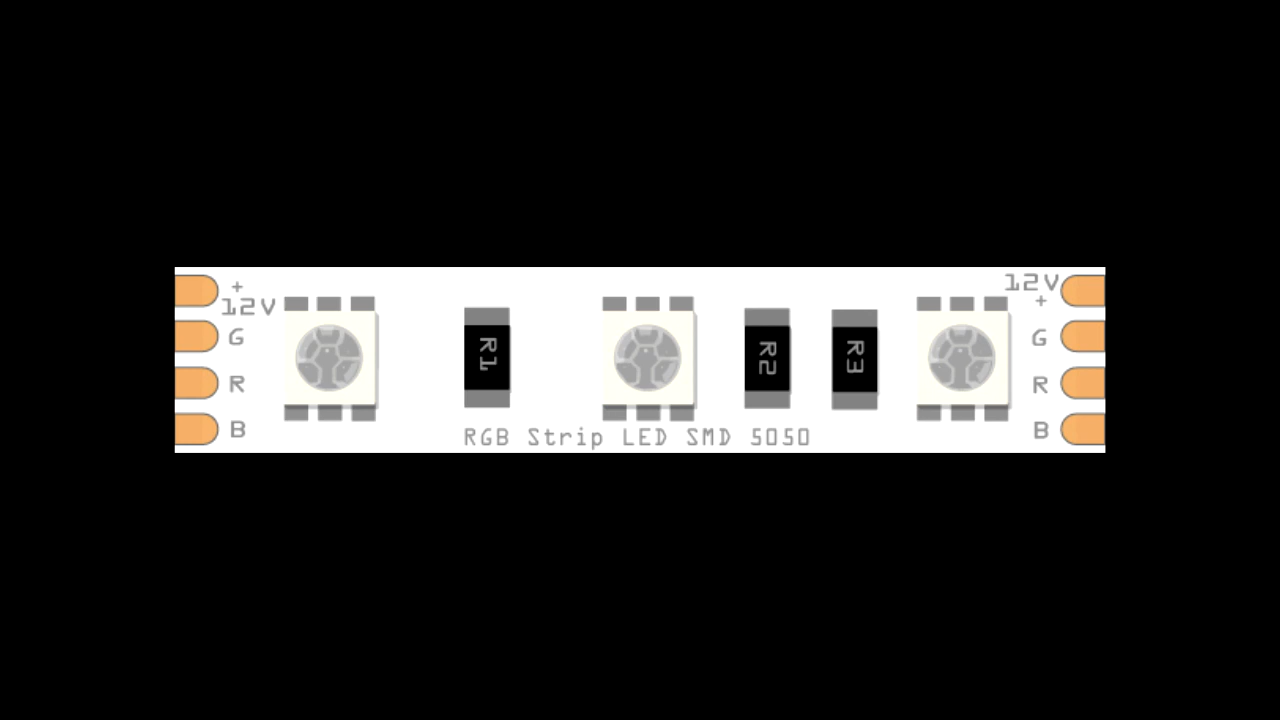 + 12V
12V +
G
G
R1
R2
R3
R
R
B
B
RGB Strip LED SMD 5050